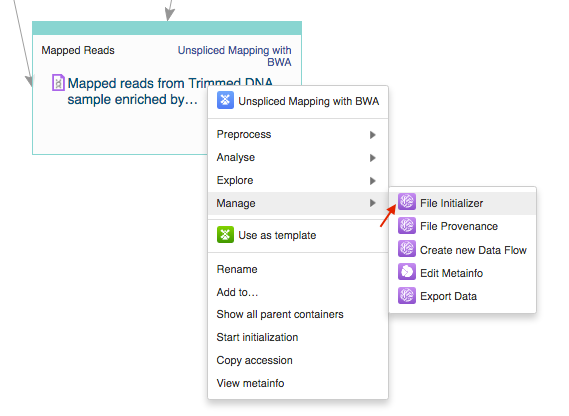 Mapped Reads
Unspliced Mapping with
BWA
Mapped reads from Trimmed DNA
sample enriched by…
Unspliced Mapping with BWA
Preprocess
Analyse
Explore
Manage
Use as template
Rename
Add to…
Show all parent containers
Start initialization
Copy accession
View metainfo
File Initializer
File Provenance
Create new Data Flow
Edit Metainfo
Export Data